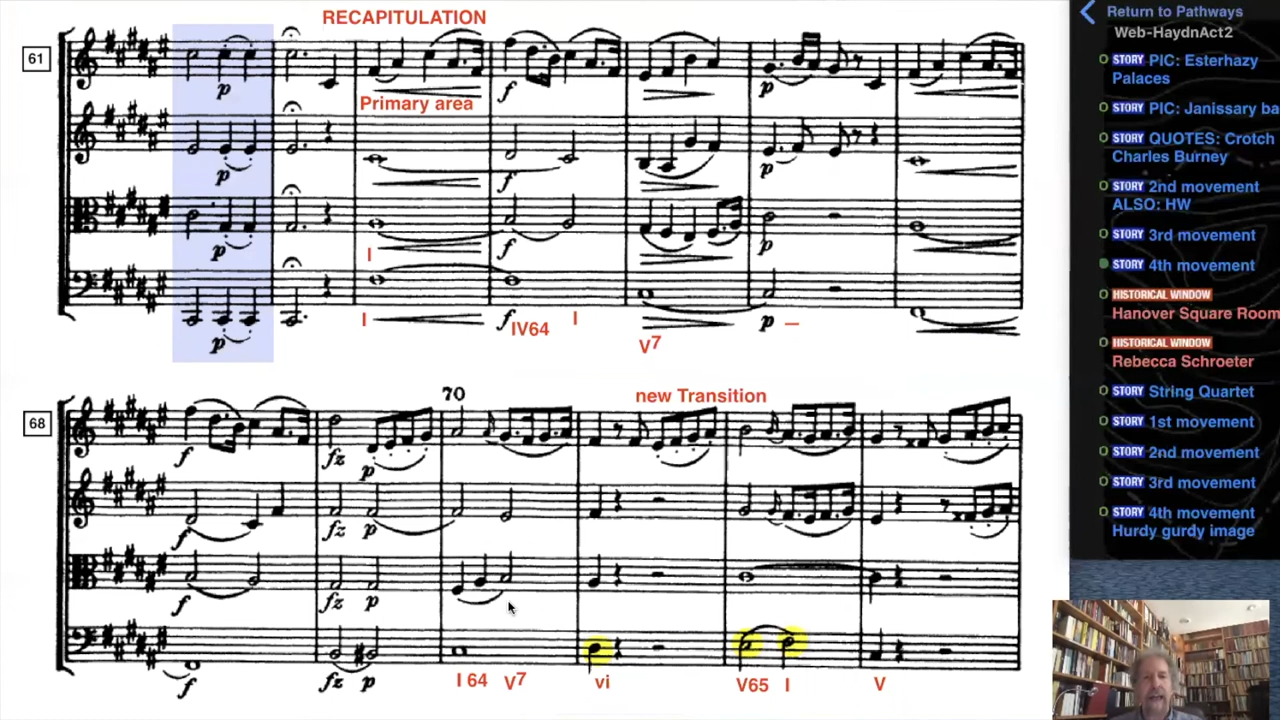 RECAPITULATION
61
p
p
p
p
Primary area
f
p
f
p
I
f
p
I
f
IV64
I
V7
p
—
68
70
new Transition
f
fz
p
f
fz
p
f
fz
p
f
fz
p
I 64
V7
vi
V65
I
V
Return to Pathways
Web-HaydnAct2
STORY PIC: Esterhazy
Palaces
STORY PIC: Janissary ba
STORY QUOTES: Crotch
Charles Burney
STORY 2nd movement
ALSO: HW
STORY 3rd movement
STORY 4th movement
HISTORICAL WINDOW
Hanover Square Room
HISTORICAL WINDOW
Rebecca Schroeter
STORY String Quartet
STORY 1st movement
STORY 2nd movement
STORY 3rd movement
STORY 4th movement
Hurdy gurdy image